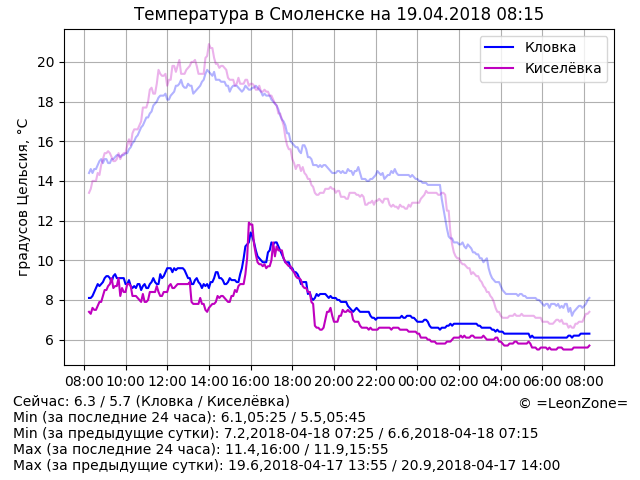 Температура в Смоленске на 19.04.2018 08:15
Кловка
Киселёвка
градусов Цельсия, °C
20
18
16
14
12
10
8
6
08:00 10:00 12:00 14:00 16:00 18:00 20:00 22:00 00:00 02:00 04:00 06:00 08:00
Сейчас: 6.3 / 5.7 (Кловка / Киселёвка)
© =LeonZone=
Min (за последние 24 часа): 6.1,05:25 / 5.5,05:45
Min (за предыдущие сутки): 7.2,2018-04-18 07:25 / 6.6,2018-04-18 07:15
Max (за последние 24 часа): 11.4,16:00 / 11.9,15:55
Max (за предыдущие сутки): 19.6,2018-04-17 13:55 / 20.9,2018-04-17 14:00